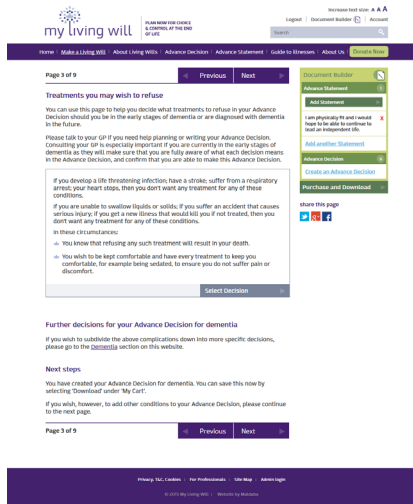 Increase text size: A A A
my living will
PLAN NOW FOR CHOICE
& CONTROL AT THE END
OF LIFE
Logout | Document Builder | Account
Search
Home | Make a Living Will | About Living Wills | Advance Decision | Advance Statement | Guide to Illnesses | About Us | Donate Now
Page 3 of 9
Previous Next
Treatments you may wish to refuse
You can use this page to help you decide what treatments to refuse in your Advance
Decision should you be in the early stages of dementia or are diagnosed with dementia
in the future.
Please talk to your GP if you need help planning or writing your Advance Decision.
Consulting your GP is especially important if you are currently in the early stages of
dementia as they will make sure that you are fully aware of what each decision means
in the Advance Decision, and confirm that you are able to make this Advance Decision.
If you develop a life threatening infection; have a stroke; suffer from a respiratory
arrest; your heart stops, then you don't want any treatment for any of these
conditions.
If you are unable to swallow liquids or solids; if you suffer an accident that causes
serious injury; if you get a new illness that would kill you if not treated, then you
don't want any treatment for any of these conditions.
In these circumstances:
You know that refusing any such treatment will result in your death.
You wish to be kept comfortable and have every treatment to keep you
comfortable, for example being sedated, to ensure you do not suffer pain or
discomfort.
Select Decision
Further decisions for your Advance Decision for dementia
If you wish to subdivide the above complications down into more specific decisions,
please go to the Dementia section on this website.
Next steps
You have created your Advance Decision for dementia. You can save this now by
selecting 'Download' under 'My Cart'.
If you wish, however, to add other conditions to your Advance Decision, please continue
to the next page.
Page 3 of 9
Previous Next
Document Builder
Advance Statement
Add Statement
I am physically fit and I would X
hope to be able to continue to
lead an independent life.
Add another Statement
Advance Decision
Create an Advance Decision
Purchase and Download
share this page
Privacy, T&C, Cookies | For Professionals | Site Map | Admin login
© 2015 My Living Will | Website by